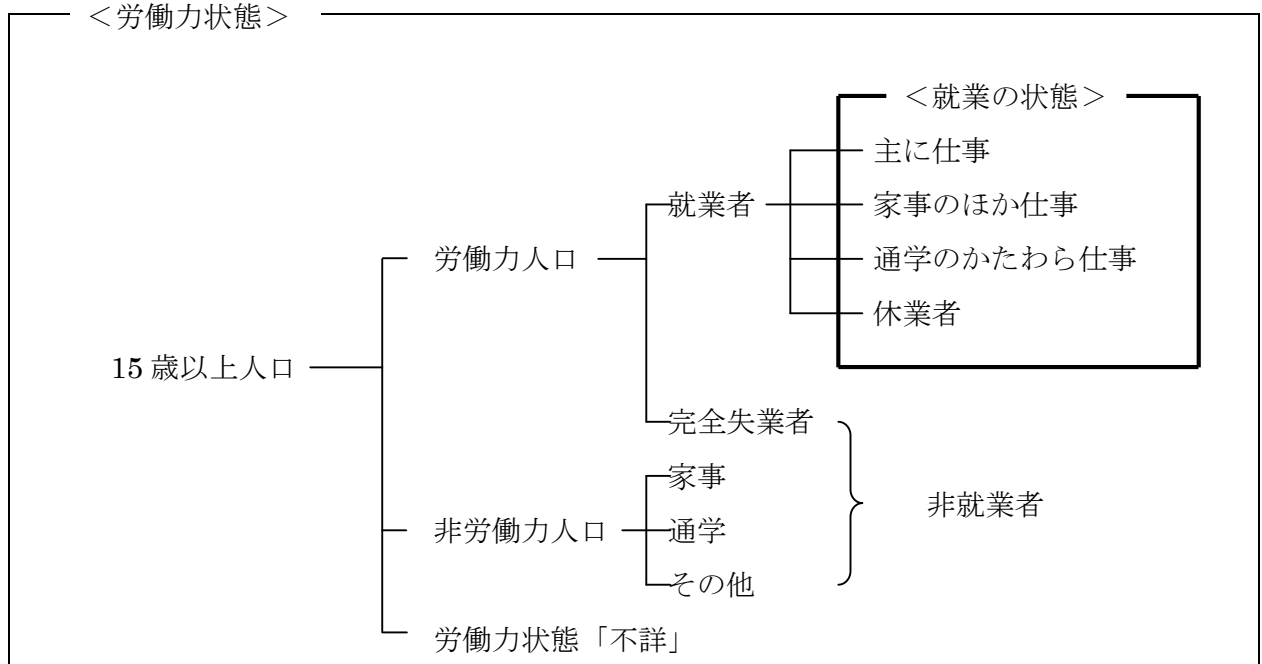 ＜労働力状態＞
＜就業の状態＞
主に仕事
就業者
家事のほか仕事
労働力人口
通学のかたわら仕事
休業者
15歳以上人口
完全失業者
家事
非就業者
非労働力人口
通学
その他
労働力状態「不詳」